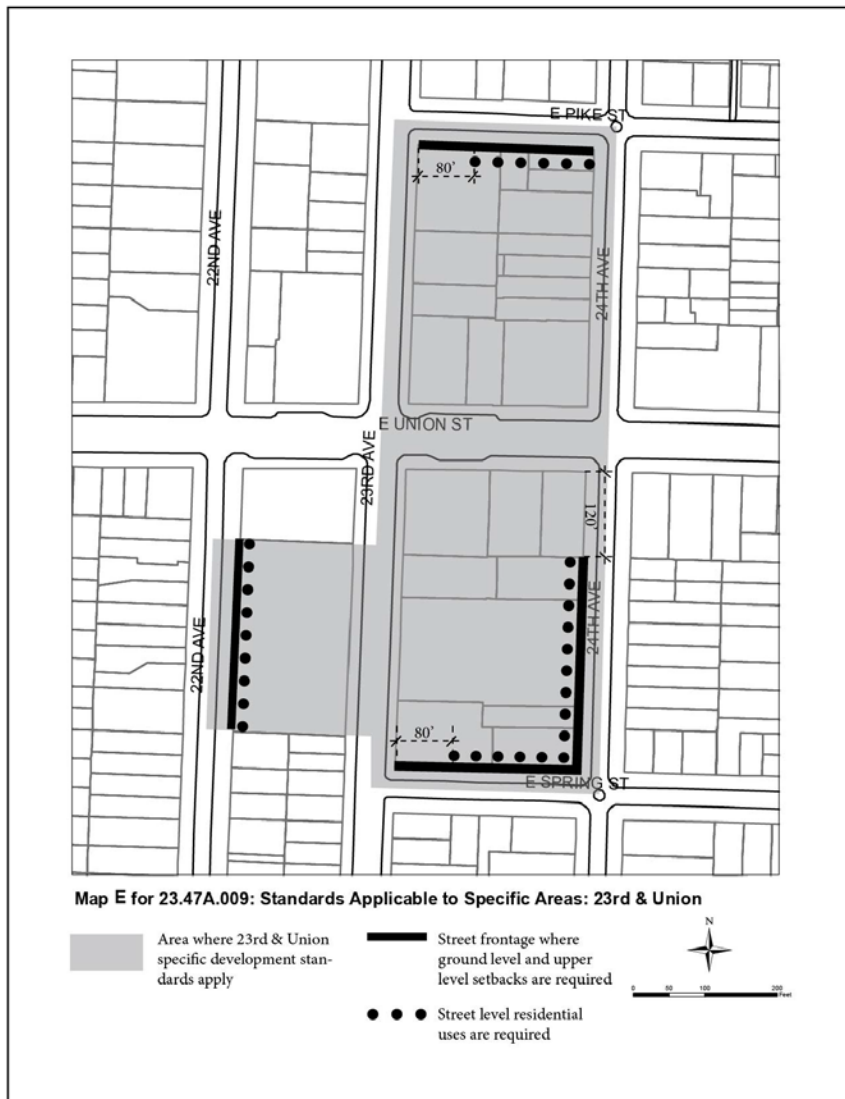 E PIKE ST
80'
22ND AVE
24TH AVE
E UNION ST
23RD AVE
120'
22ND AVE
24TH AVE
80'
E SPRING ST
Map E for 23.47A.009: Standards Applicable to Specific Areas: 23rd & Union
Area where 23rd & Union
specific development stan-
dards apply
Street frontage where
ground level and upper
level setbacks are required
Street level residential
uses are required
N
0 50 100 200
Feet